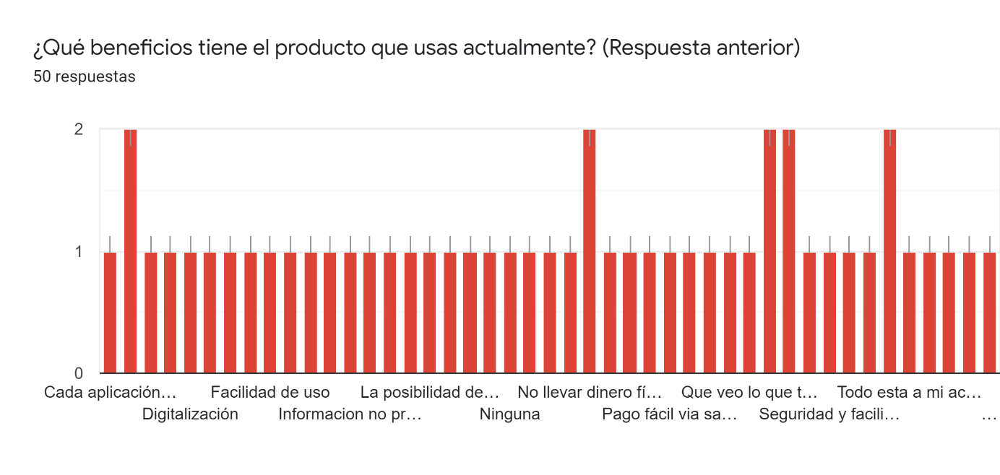 ¿Qué beneficios tiene el producto que usas actualmente? (Respuesta anterior)
50 respuestas
2
1
0
Cada aplicación… Facilidad de uso La posibilidad de… No llevar dinero fí… Que veo lo que t… Todo esta a mi ac…
Digitalización Informacion no pr… Ninguna Pago fácil via sa… Seguridad y facili… …